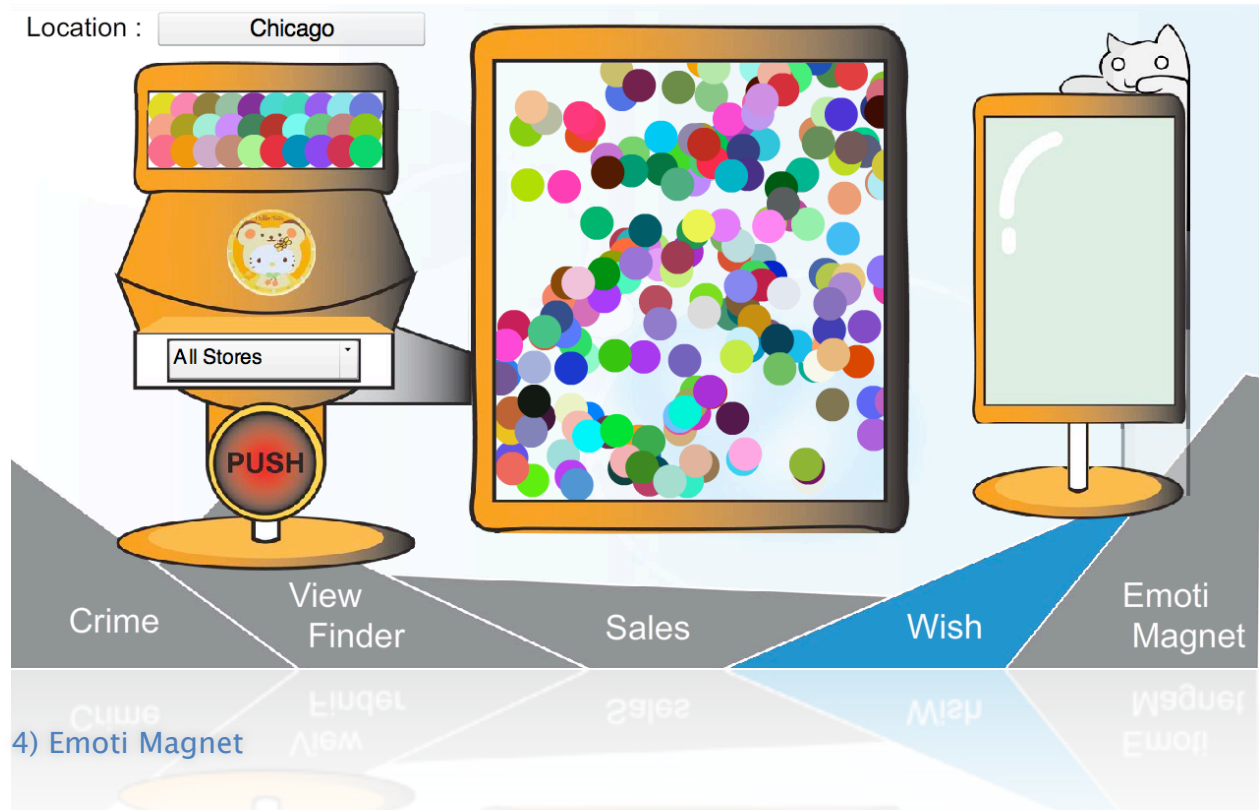 Location :
Chicago
All Stores
PUSH
Crime
View
Finder
Sales
Wish
Emoti
Magnet
4) Emoti Magnet